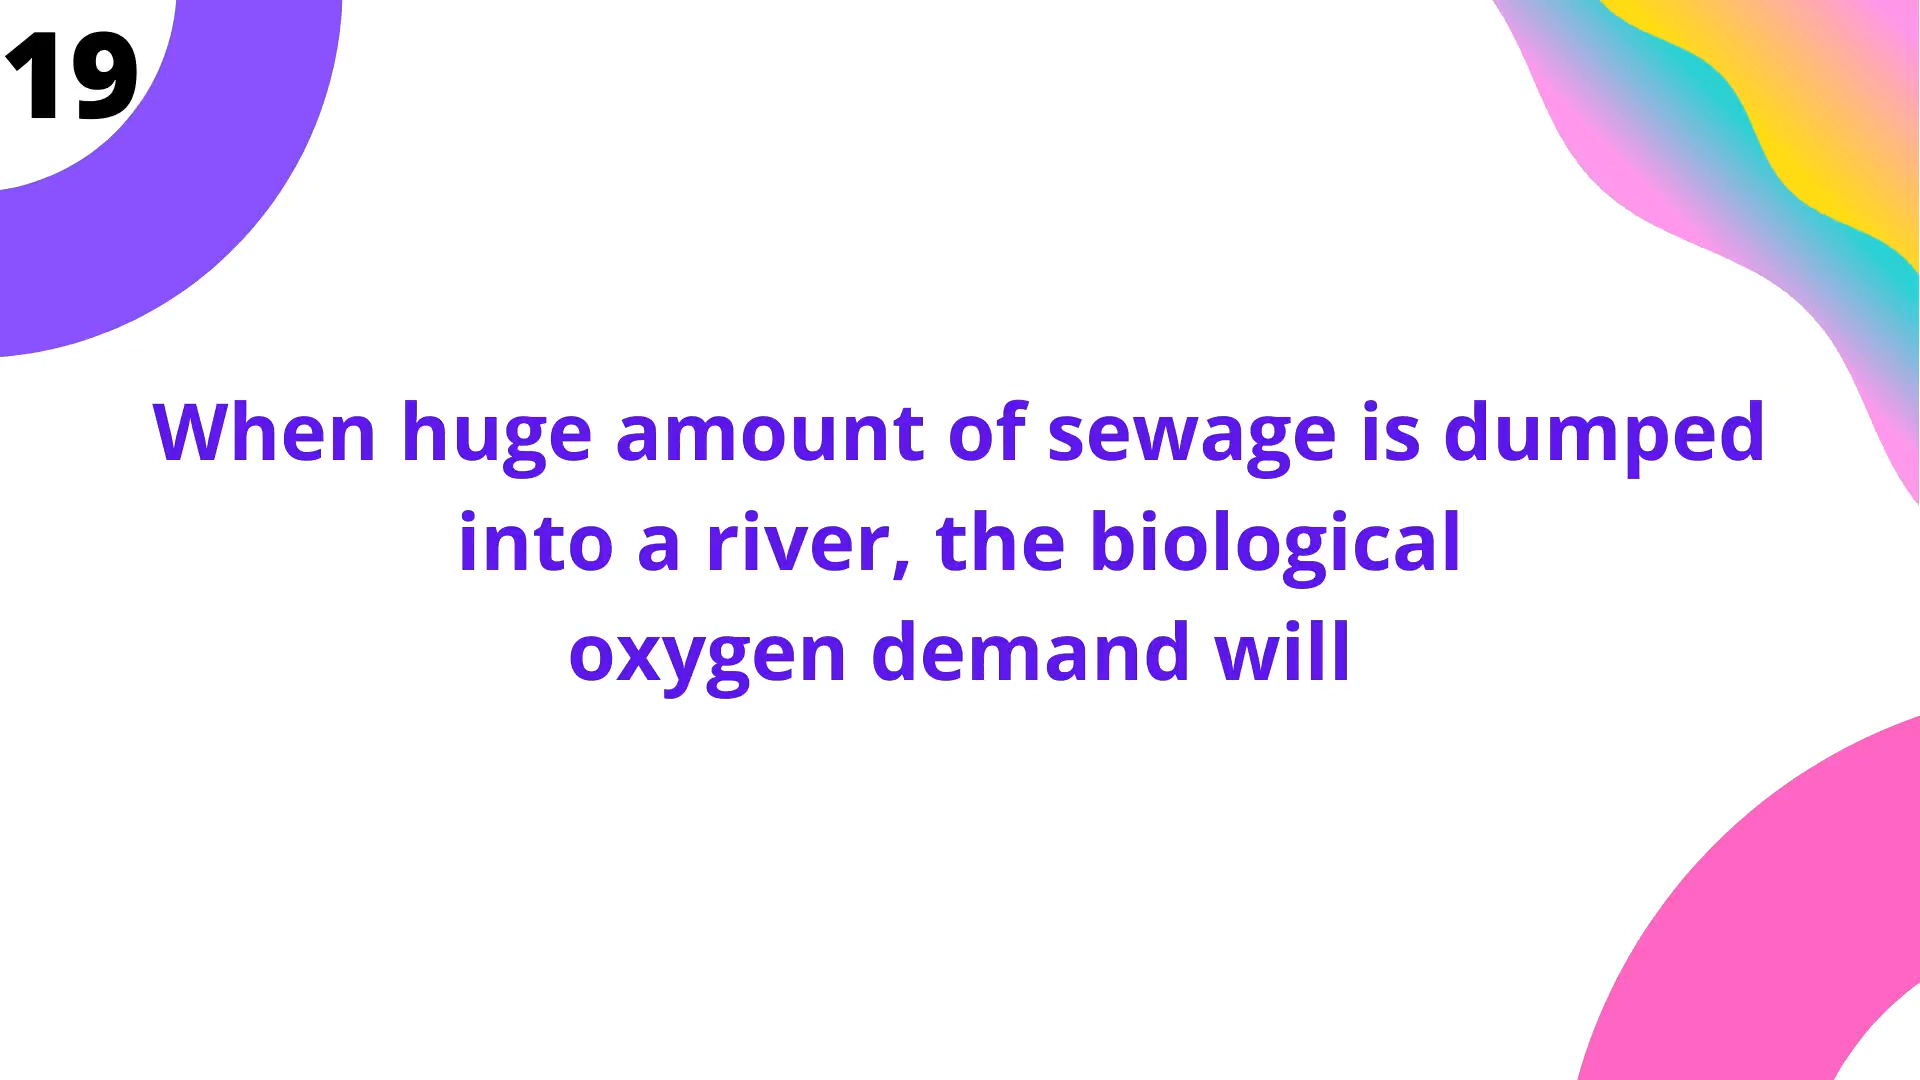 19
When huge amount of sewage is dumped
into a river, the biological
oxygen demand will